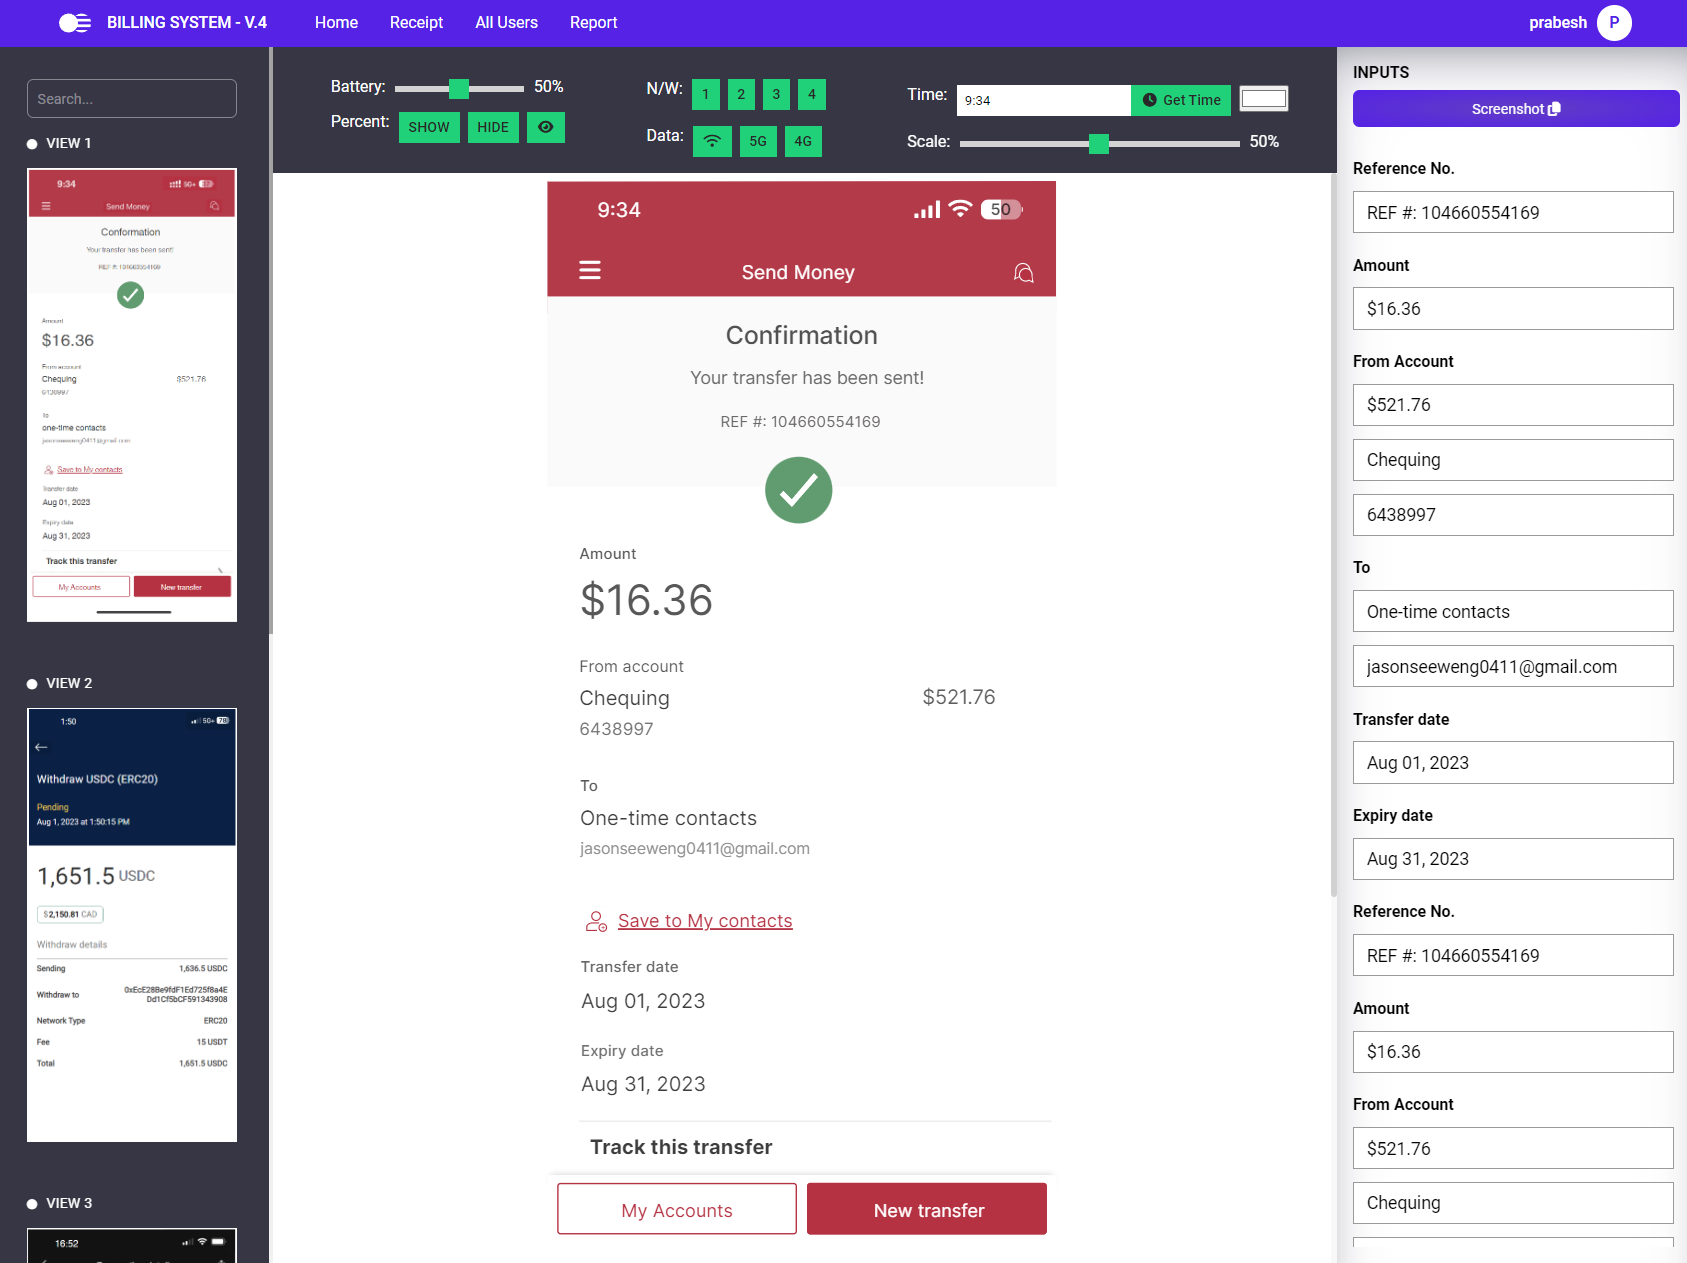 BILLING SYSTEM - V.4
Home
Receipt
All Users
Report
prabesh
P
Search...
VIEW 1
9:34
5G+
Send Money
Conformation
Your transfer has been sent!
REF #: 104660554169
Amount
$16.36
From account
Chequing
$521.76
6438997
To
one-time contacts
jasonseeweng0411@gmail.com
Save to My contacts
Transfer date
Aug 01, 2023
Expiry date
Aug 31, 2023
Track this transfer
My Accounts
New transfer
VIEW 2
1:50
5G+ 78
Withdraw USDC (ERC20)
Pending
Aug 1, 2023 at 1:50:15 PM
1,651.5 USDC
$2,150.81 CAD
Withdraw details
Sending
1,636.5 USDC
Withdraw to
0xEcE28Be9fdF1Ed725f8a4E
Dd1Cf5bCF591343908
Network Type
ERC20
Fee
15 USDT
Total
1,651.5 USDC
VIEW 3
16:52
Battery:
50%
Percent:
SHOW
HIDE
N/W:
1
2
3
4
Data:
5G
4G
Time:
9:34
Get Time
Scale:
50%
9:34
50
Send Money
Confirmation
Your transfer has been sent!
REF #: 104660554169
Amount
$16.36
From account
Chequing
$521.76
6438997
To
One-time contacts
jasonseeweng0411@gmail.com
Save to My contacts
Transfer date
Aug 01, 2023
Expiry date
Aug 31, 2023
Track this transfer
My Accounts
New transfer
INPUTS
Screenshot
Reference No.
REF #: 104660554169
Amount
$16.36
From Account
$521.76
Chequing
6438997
To
One-time contacts
jasonseeweng0411@gmail.com
Transfer date
Aug 01, 2023
Expiry date
Aug 31, 2023
Reference No.
REF #: 104660554169
Amount
$16.36
From Account
$521.76
Chequing